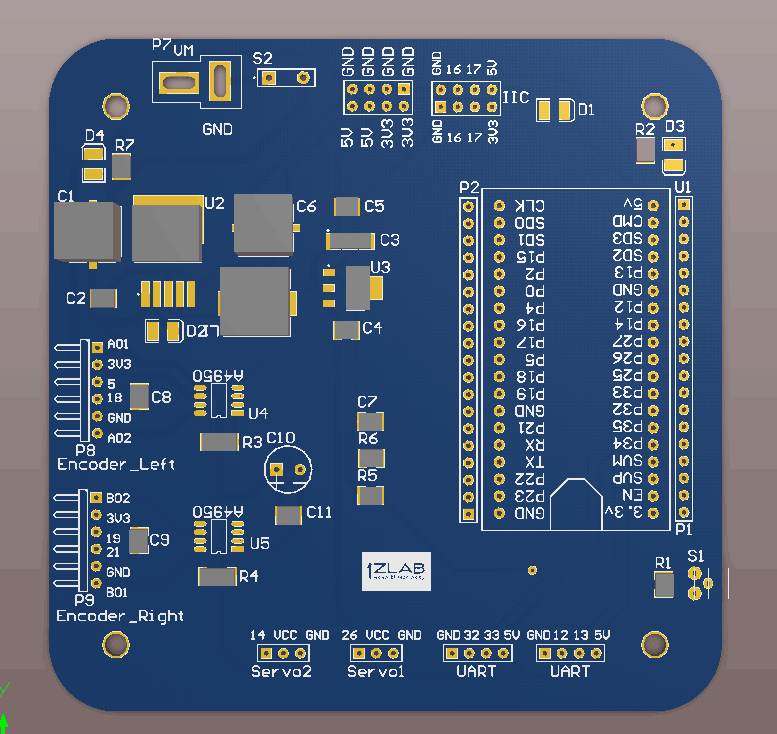 P7 VM
S2
GND GND GND GND
5V 5V 3V3 3V3
GND 16 17 5V
IIC
GND 16 17 3V3
D1
GND
D4
R7
R2
D3
C1
U2
C6
C5
C3
U3
C2
D2
L2
C4
P2
U1
CLK
SD0
SD1
P15
P2
P0
P4
P16
P17
P5
P18
P19
GND
P21
RX
TX
P22
P23
GND
5v
CMD
SD3
SD2
P13
GND
P12
P14
P27
P26
P25
P33
P32
P35
P34
SVM
SVP
EN
3.3v
P1
AO1
3V3
5
18
GND
AO2
P8
Encoder_Left
C8
A4950
U4
R3
C10
C7
R6
R5
C11
BO2
3V3
19
21
GND
BO1
P9
Encoder_Right
C9
A4950
U5
R4
1ZLAB
R1
S1
14 VCC GND
Servo2
26 VCC GND
Servo1
GND 32 33 5V
UART
GND 12 13 5V
UART
y